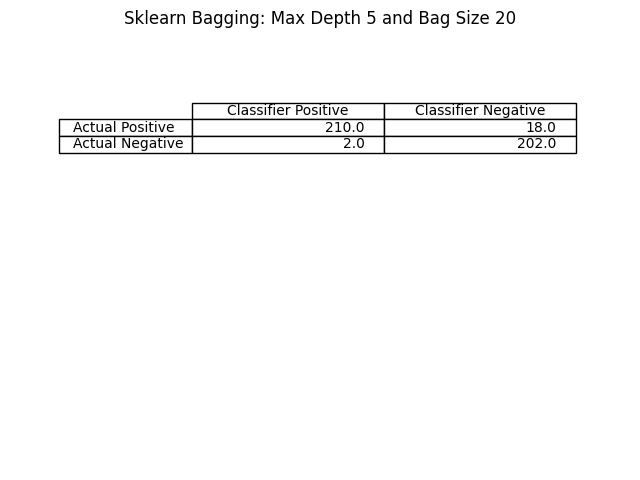 Sklearn Bagging: Max Depth 5 and Bag Size 20
Classifier Positive Classifier Negative
Actual Positive 210.0 18.0
Actual Negative 2.0 202.0